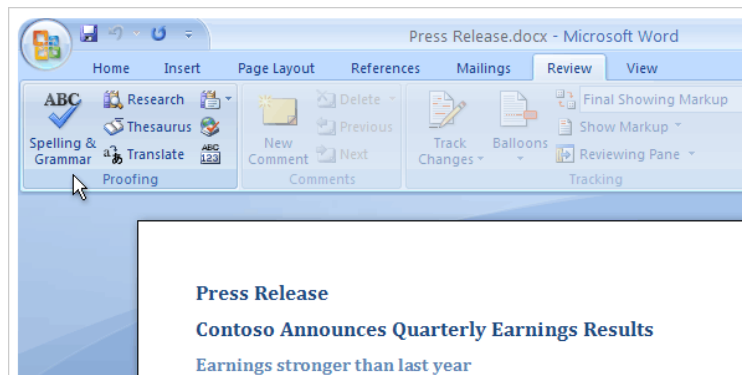 Press Release.docx - Microsoft Word
Home Insert Page Layout References Mailings Review View
ABC Research Delete Final Showing Markup
Spelling & Grammar Thesaurus New Comment Previous Track Changes Balloons Show Markup
Translate ABC 123 Next Reviewing Pane
Proofing Comments Tracking
Press Release
Contoso Announces Quarterly Earnings Results
Earnings stronger than last year